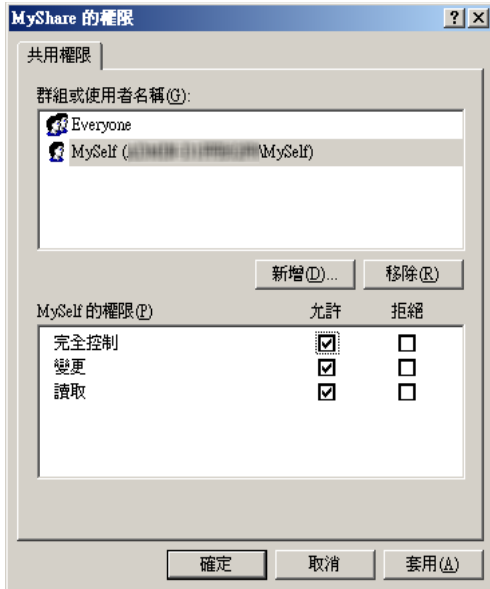 MyShare 的權限
共用權限
群組或使用者名稱(G):
Everyone
MySelf (\MySelf)
新增(D)...
移除(R)
MySelf 的權限(P)
允許
拒絕
完全控制
變更
讀取
確定
取消
套用(A)